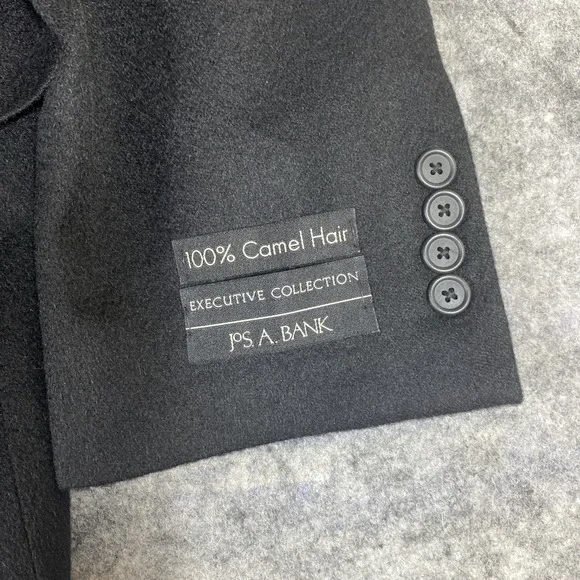 100% Camel Hair
EXECUTIVE COLLECTION
JOS. A. BANK